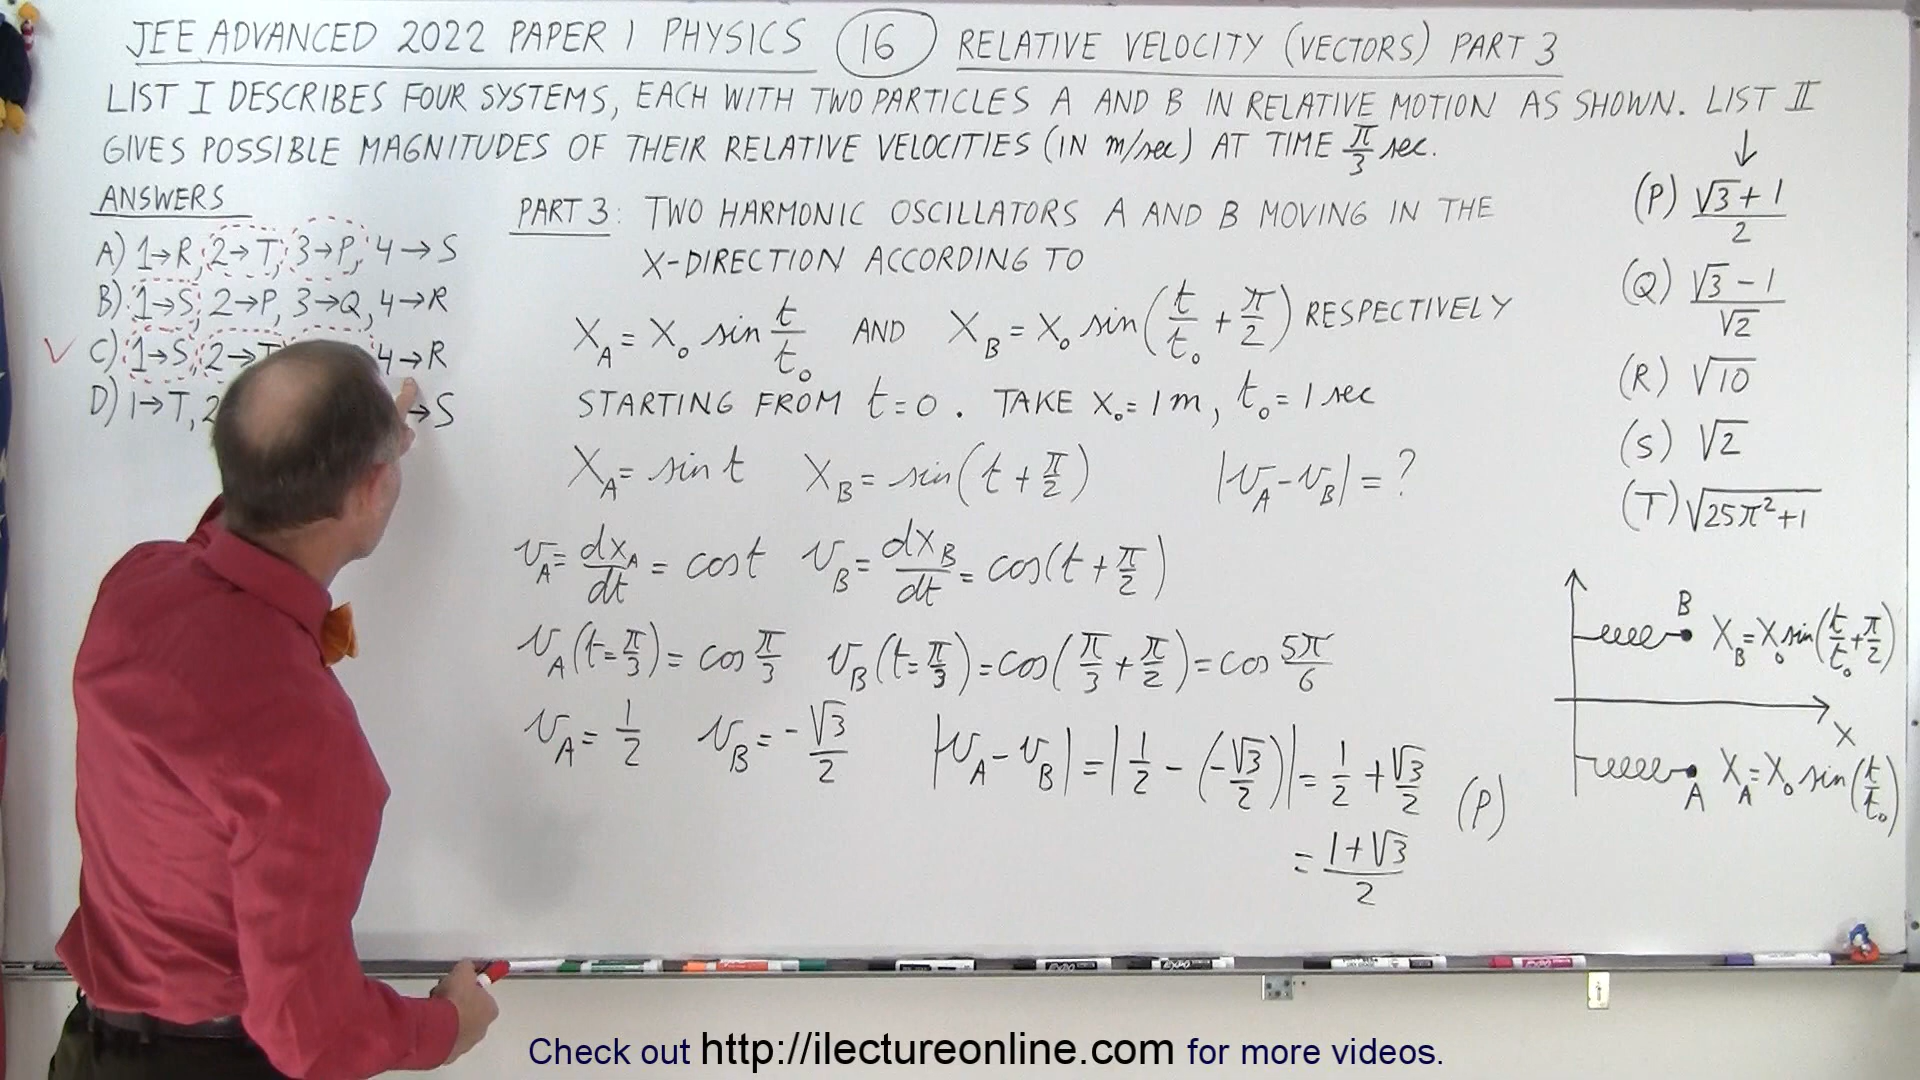 JEE ADVANCED 2022 PAPER 1 PHYSICS 16 RELATIVE VELOCITY (VECTORS) PART 3
LIST I DESCRIBES FOUR SYSTEMS, EACH WITH TWO PARTICLES A AND B IN RELATIVE MOTION AS SHOWN. LIST II
GIVES POSSIBLE MAGNITUDES OF THEIR RELATIVE VELOCITIES (IN m/sec) AT TIME π/3 sec.
ANSWERS
A) 1→R, 2→T, 3→P, 4→S
B) 1→S, 2→P, 3→Q, 4→R
✓ C) 1→S, 2→T 4→R
D) 1→T, 2 →S
PART 3: TWO HARMONIC OSCILLATORS A AND B MOVING IN THE
X-DIRECTION ACCORDING TO
X_A = X_0 sin t/t_0 AND X_B = X_0 sin(t/t_0 + π/2) RESPECTIVELY
STARTING FROM t=0. TAKE X_0=1m, t_0=1 sec
X_A = sin t X_B = sin(t + π/2) |v_A - v_B| = ?
v_A = dx_A/dt = cos t v_B = dx_B/dt = cos(t + π/2)
v_A(t=π/3) = cos π/3 v_B(t=π/3) = cos(π/3 + π/2) = cos 5π/6
v_A = 1/2 v_B = -√3/2 |v_A - v_B| = |1/2 - (-√3/2)| = 1/2 + √3/2 (P)
= (1+√3)/2
(P) (√3+1)/2
(Q) (√3-1)/√2
(R) √10
(S) √2
(T) √(25π²+1)
B X_B = X_0 sin(t/t_0 + π/2)
X
A X_A = X_0 sin(t/t_0)
Check out http://ilectureonline.com for more videos.